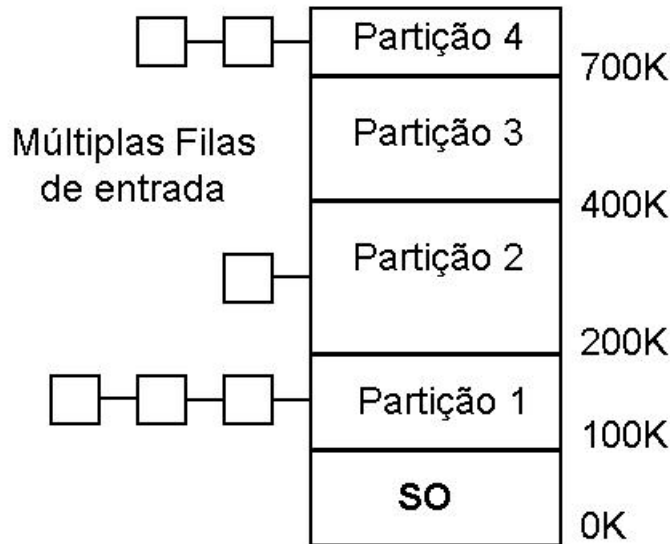 Partição 4
700K
Múltiplas Filas
de entrada
Partição 3
400K
Partição 2
200K
Partição 1
100K
SO
0K